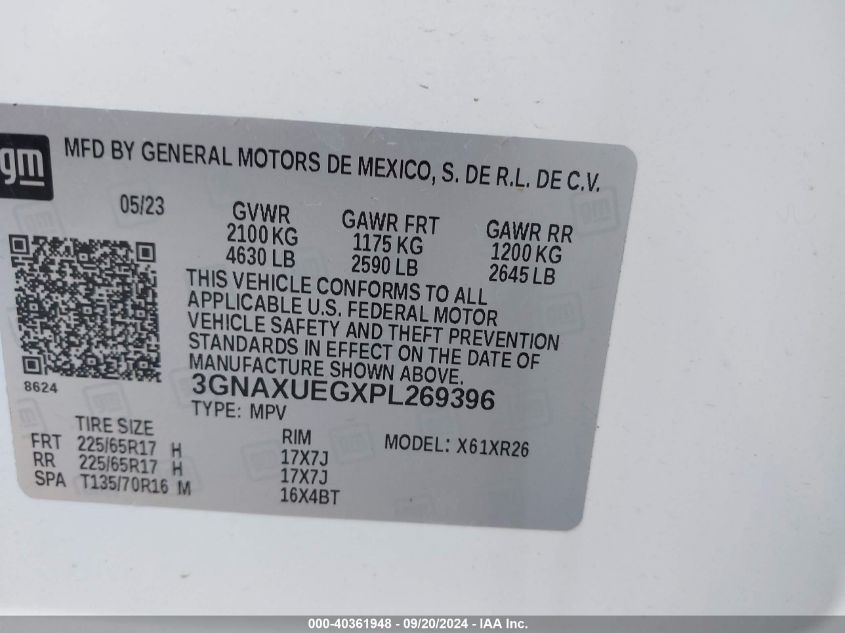 gm
MFD BY GENERAL MOTORS DE MEXICO, S. DE R.L. DE C.V.
05/23
GVWR GAWR FRT GAWR RR
2100 KG 1175 KG 1200 KG
4630 LB 2590 LB 2645 LB
THIS VEHICLE CONFORMS TO ALL
APPLICABLE U.S. FEDERAL MOTOR
VEHICLE SAFETY AND THEFT PREVENTION
STANDARDS IN EFFECT ON THE DATE OF
MANUFACTURE SHOWN ABOVE.
8624
3GNAXUEGXPL269396
TYPE: MPV
TIRE SIZE RIM MODEL: X61XR26
FRT 225/65R17 H 17X7J
RR 225/65R17 H 17X7J
SPA T135/70R16 M 16X4BT
000-40361948 - 09/20/2024 - IAA Inc.